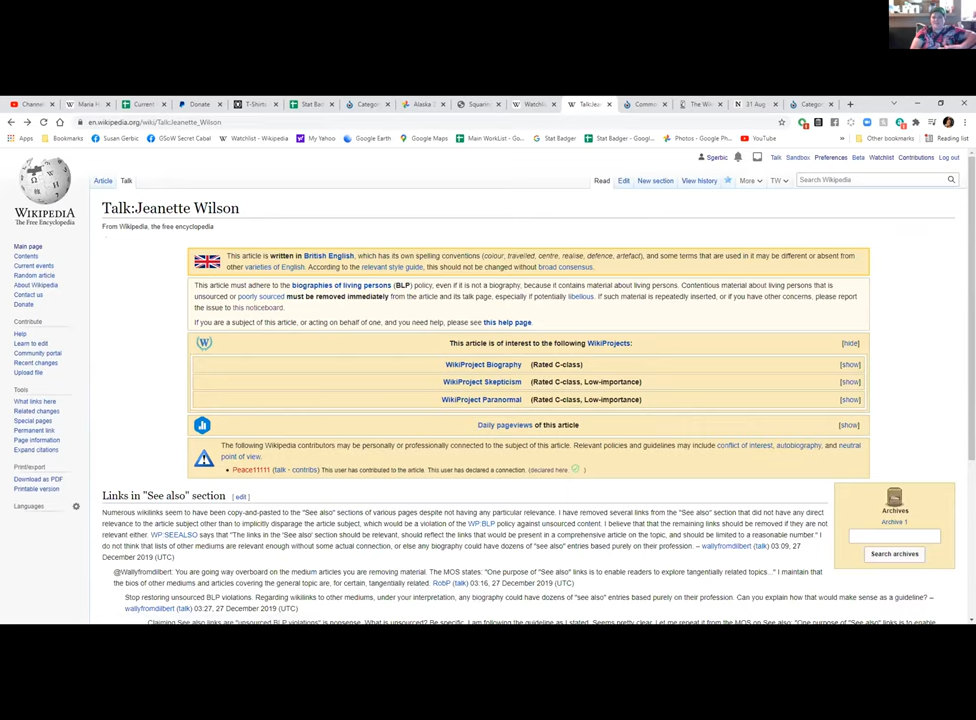 Channel Maria H Current Donate T-Shirts Stat Bad Categor Alaska Z Squaring Watchlis Talk:Jean Commo The Wik 31 Aug Categor
en.wikipedia.org/wiki/Talk:Jeanette_Wilson
Apps Bookmarks Susan Gerbic GSoW Secret Cabal Watchlist - Wikipedia My Yahoo Google Earth Google Maps Main WorkList - Go... Stat Badger Stat Badger - Googl... Photos - Google Ph... YouTube » Other bookmarks Reading list
Sgerbic Talk Sandbox Preferences Beta Watchlist Contributions Log out
Article Talk Read Edit New section View history More TW Search Wikipedia
WIKIPEDIA
The Free Encyclopedia
Main page
Contents
Current events
Random article
About Wikipedia
Contact us
Donate
Contribute
Help
Learn to edit
Community portal
Recent changes
Upload file
Tools
What links here
Related changes
Special pages
Permanent link
Page information
Expand citations
Print/export
Download as PDF
Printable version
Languages
Talk:Jeanette Wilson
From Wikipedia, the free encyclopedia
This article is written in British English, which has its own spelling conventions (colour, travelled, centre, realise, defence, artefact), and some terms that are used in it may be different or absent from
other varieties of English. According to the relevant style guide, this should not be changed without broad consensus.
This article must adhere to the biographies of living persons (BLP) policy, even if it is not a biography, because it contains material about living persons. Contentious material about living persons that is
unsourced or poorly sourced must be removed immediately from the article and its talk page, especially if potentially libellous. If such material is repeatedly inserted, or if you have other concerns, please report
the issue to this noticeboard.
If you are a subject of this article, or acting on behalf of one, and you need help, please see this help page.
This article is of interest to the following WikiProjects: [hide]
WikiProject Biography (Rated C-class) [show]
WikiProject Skepticism (Rated C-class, Low-importance) [show]
WikiProject Paranormal (Rated C-class, Low-importance) [show]
Daily pageviews of this article [show]
The following Wikipedia contributors may be personally or professionally connected to the subject of this article. Relevant policies and guidelines may include conflict of interest, autobiography, and neutral
point of view.
• Peace11111 (talk · contribs) This user has contributed to the article. This user has declared a connection. (declared here )
Links in "See also" section [ edit ]
Numerous wikilinks seem to have been copy-and-pasted to the "See also" sections of various pages despite not having any particular relevance. I have removed several links from the "See also" section that did not have any direct
relevance to the article subject other than to implicitly disparage the article subject, which would be a violation of the WP:BLP policy against unsourced content. I believe that the remaining links should be removed if they are not
relevant either. WP:SEEALSO says that "The links in the 'See also' section should be relevant, should reflect the links that would be present in a comprehensive article on the topic, and should be limited to a reasonable number." I
do not think that lists of other mediums are relevant enough without some actual connection, or else any biography could have dozens of "see also" entries based purely on their profession. – wallyfromdilbert (talk) 03:09, 27
December 2019 (UTC)
@Wallyfromdilbert: You are going way overboard on the medium articles you are removing material. The MOS states: "One purpose of "See also" links is to enable readers to explore tangentially related topics..." I maintain that
the bios of other mediums and articles covering the general topic are, for certain, tangentially related. RobP (talk) 03:16, 27 December 2019 (UTC)
Stop restoring unsourced BLP violations. Regarding wikilinks to other mediums, under your interpretation, any biography could have dozens of "see also" entries based purely on their profession. Can you explain how that would make sense as a guideline? –
wallyfromdilbert (talk) 03:27, 27 December 2019 (UTC)
Archives
Archive 1
Search archives